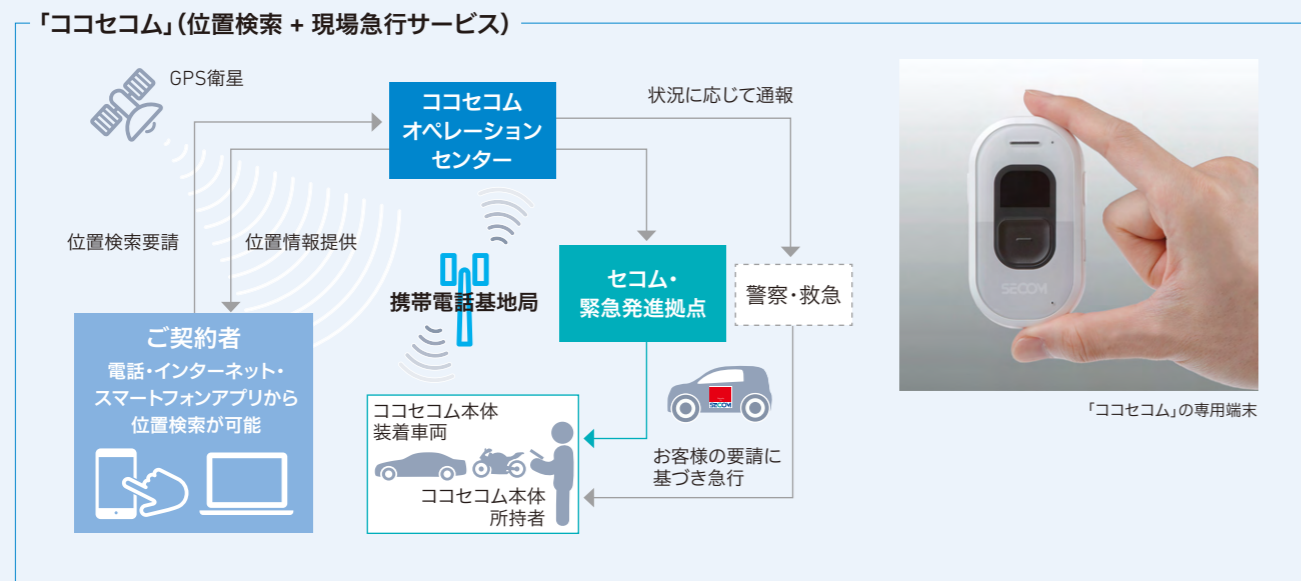 「ココセコム」(位置検索 + 現場急行サービス)
GPS衛星
ココセコム
オペレーション
センター
状況に応じて通報
位置検索要請
位置情報提供
携帯電話基地局
セコム・
緊急発進拠点
警察・救急
ご契約者
電話・インターネット・
スマートフォンアプリから
位置検索が可能
ココセコム本体
装着車両
ココセコム本体
所持者
SECOM
お客様の要請に
基づき急行
SECOM
「ココセコム」の専用端末